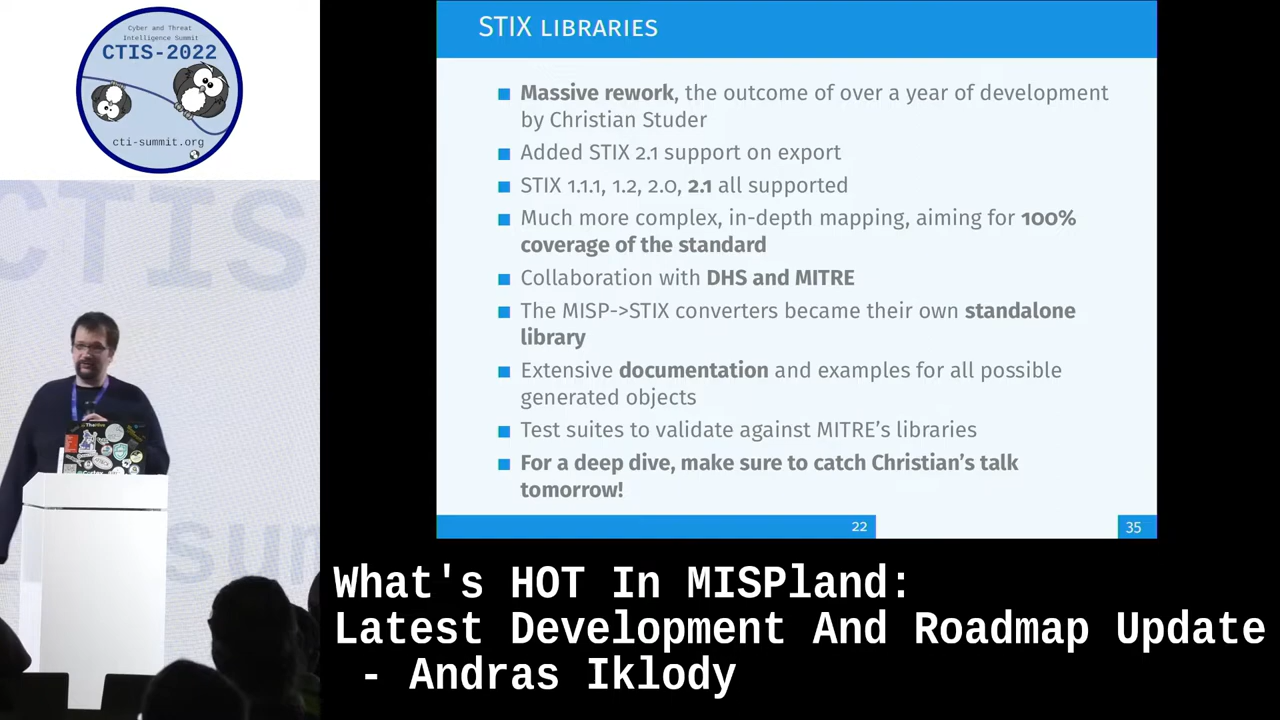 Cyber and Threat
Intelligence Summit
CTIS-2022
cti-summit.org
CTIS
sum
STIX LIBRARIES
Massive rework, the outcome of over a year of development
by Christian Studer
Added STIX 2.1 support on export
STIX 1.1.1, 1.2, 2.0, 2.1 all supported
Much more complex, in-depth mapping, aiming for 100%
coverage of the standard
Collaboration with DHS and MITRE
The MISP->STIX converters became their own standalone
library
Extensive documentation and examples for all possible
generated objects
Test suites to validate against MITRE's libraries
For a deep dive, make sure to catch Christian's talk
tomorrow!
22
35
What's HOT In MISPland:
Latest Development And Roadmap Update
- Andras Iklody